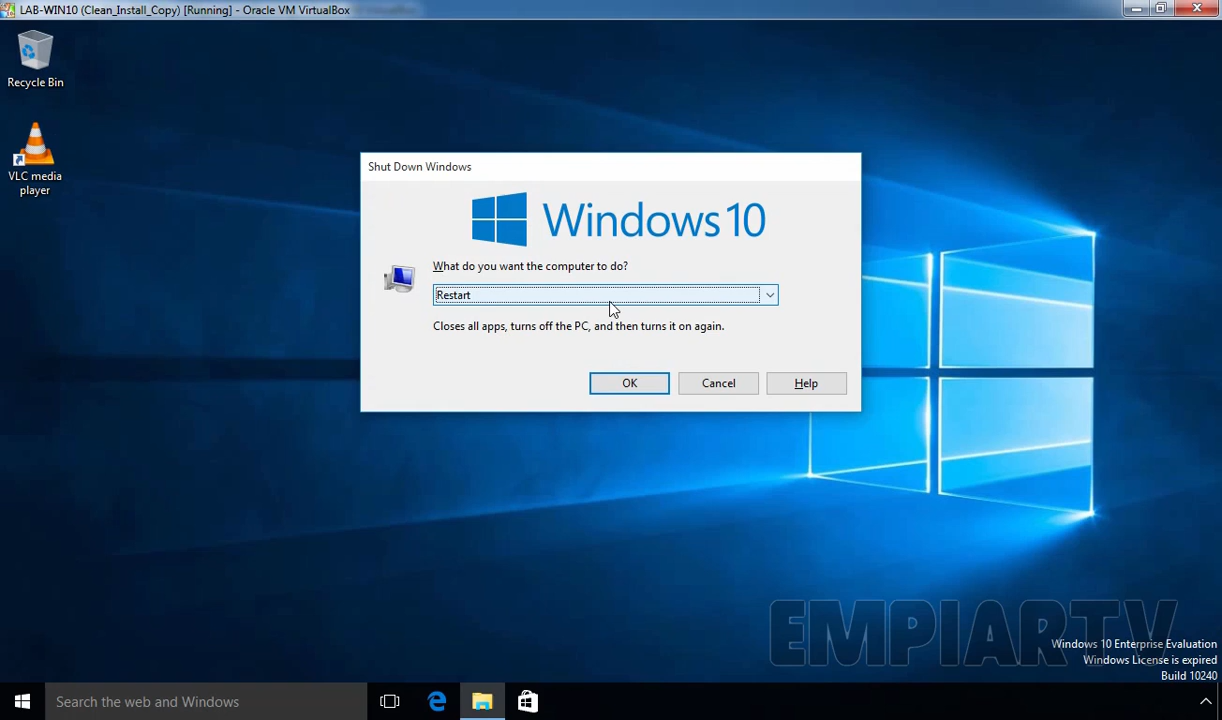 LAB-WIN10 (Clean_Install_Copy) [Running] - Oracle VM VirtualBox
Recycle Bin
VLC media
player
Shut Down Windows
Windows 10
What do you want the computer to do?
Restart
Closes all apps, turns off the PC, and then turns it on again.
OK
Cancel
Help
EMPIARTV
Windows 10 Enterprise Evaluation
Windows License is expired
Build 10240
Search the web and Windows